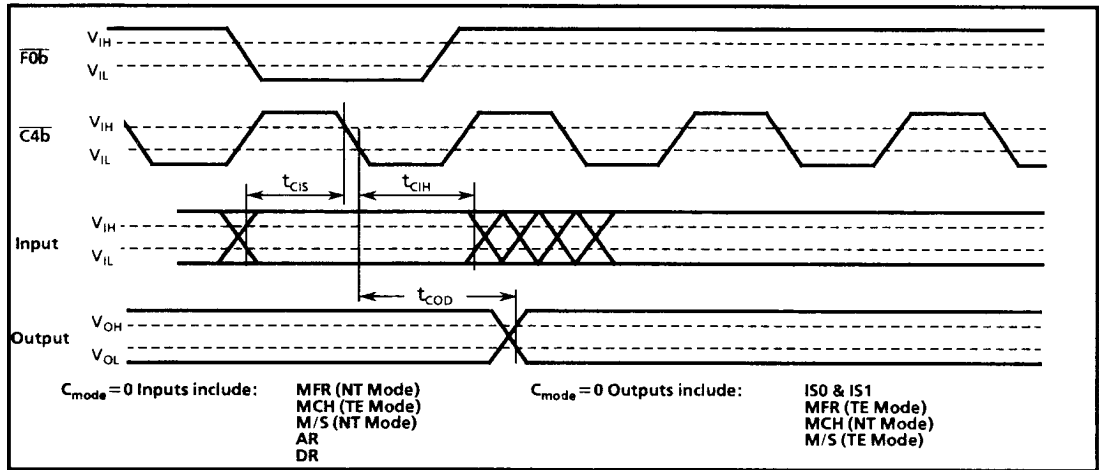 F0b
V_IH
V_IL
C4b
V_IH
V_IL
t_CIS
t_CIH
Input
V_IH
V_IL
t_COD
Output
V_OH
V_OL
C_mode = 0 Inputs include: MFR (NT Mode)
MCH (TE Mode)
M/S (NT Mode)
AR
DR
C_mode = 0 Outputs include: IS0 & IS1
MFR (TE Mode)
MCH (NT Mode)
M/S (TE Mode)